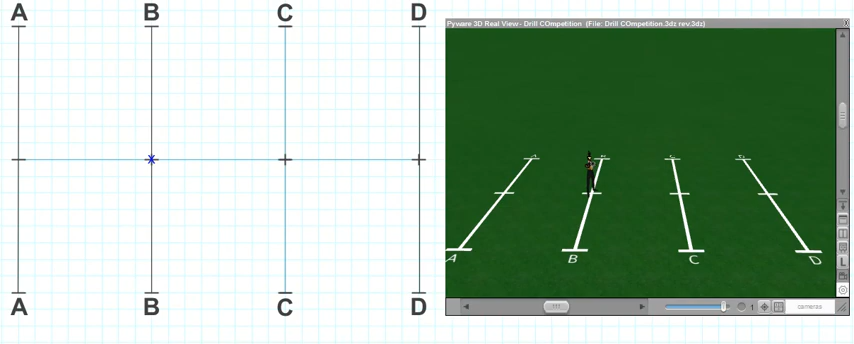 A B C D
Pyware 3D Real View - Drill COmpetition (File: Drill COmpetition.3dz rev.3dz)
A B C D
1 cameras
L
A B C D